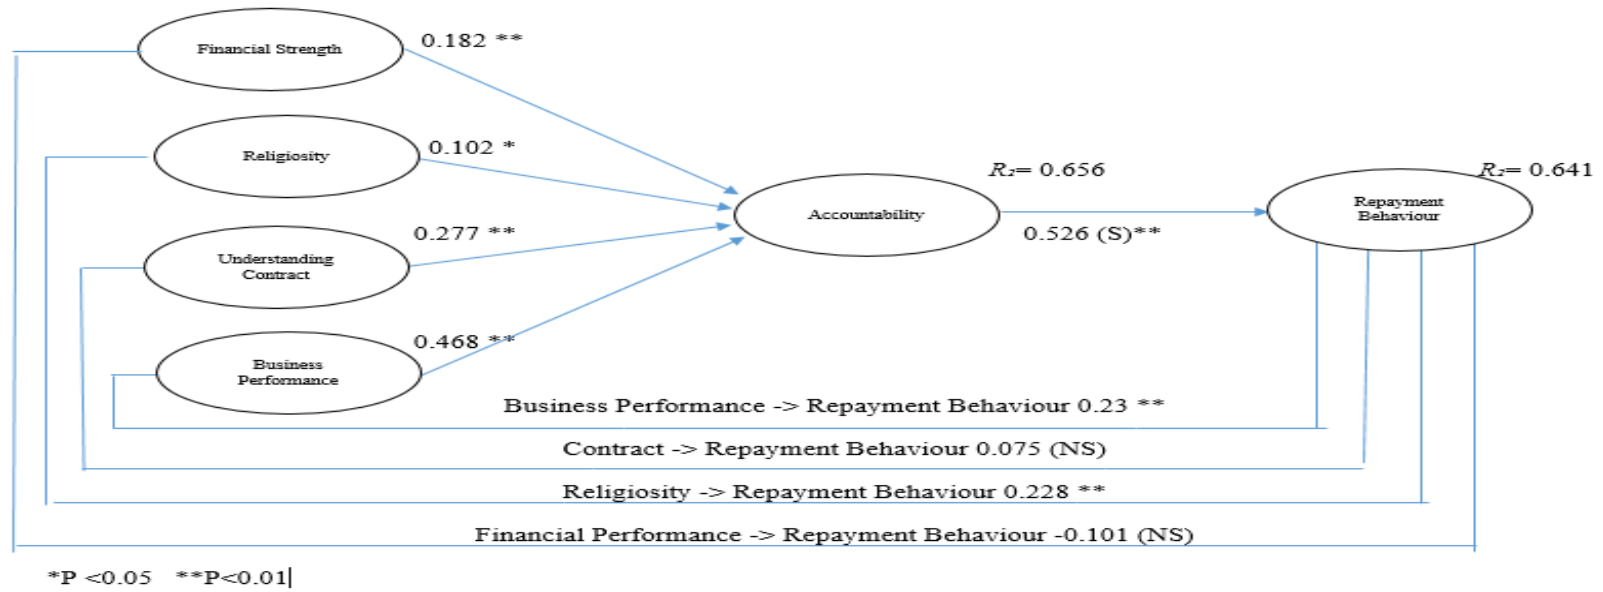 Financial Strength
0.182 **
Religiosity
0.102 *
Understanding
Contract
0.277 **
Business
Performance
0.468 **
Accountability
R₂= 0.656
0.526 (S)**
R₂= 0.641
Repayment
Behaviour
Business Performance -> Repayment Behaviour 0.23 **
Contract -> Repayment Behaviour 0.075 (NS)
Religiosity -> Repayment Behaviour 0.228 **
Financial Performance -> Repayment Behaviour -0.101 (NS)
*P <0.05 **P<0.01